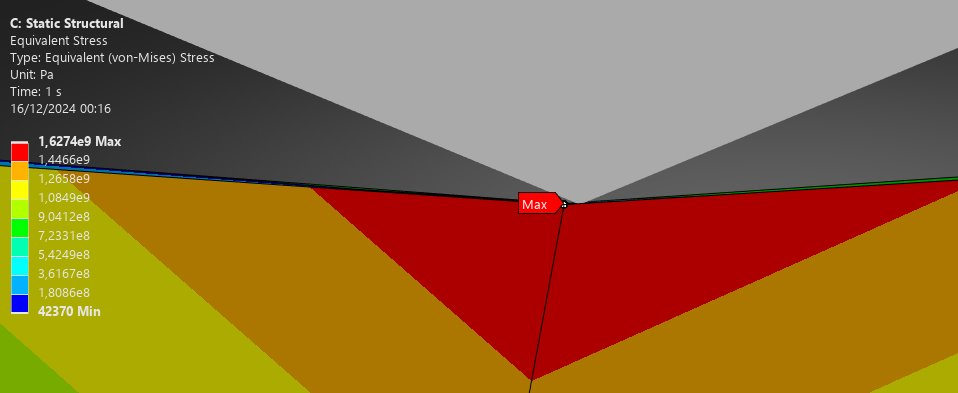 C: Static Structural
Equivalent Stress
Type: Equivalent (von-Mises) Stress
Unit: Pa
Time: 1 s
16/12/2024 00:16
1,6274e9 Max
1,4466e9
1,2658e9
1,0849e9
9,0412e8
7,2331e8
5,4249e8
3,6167e8
1,8086e8
42370 Min
Max